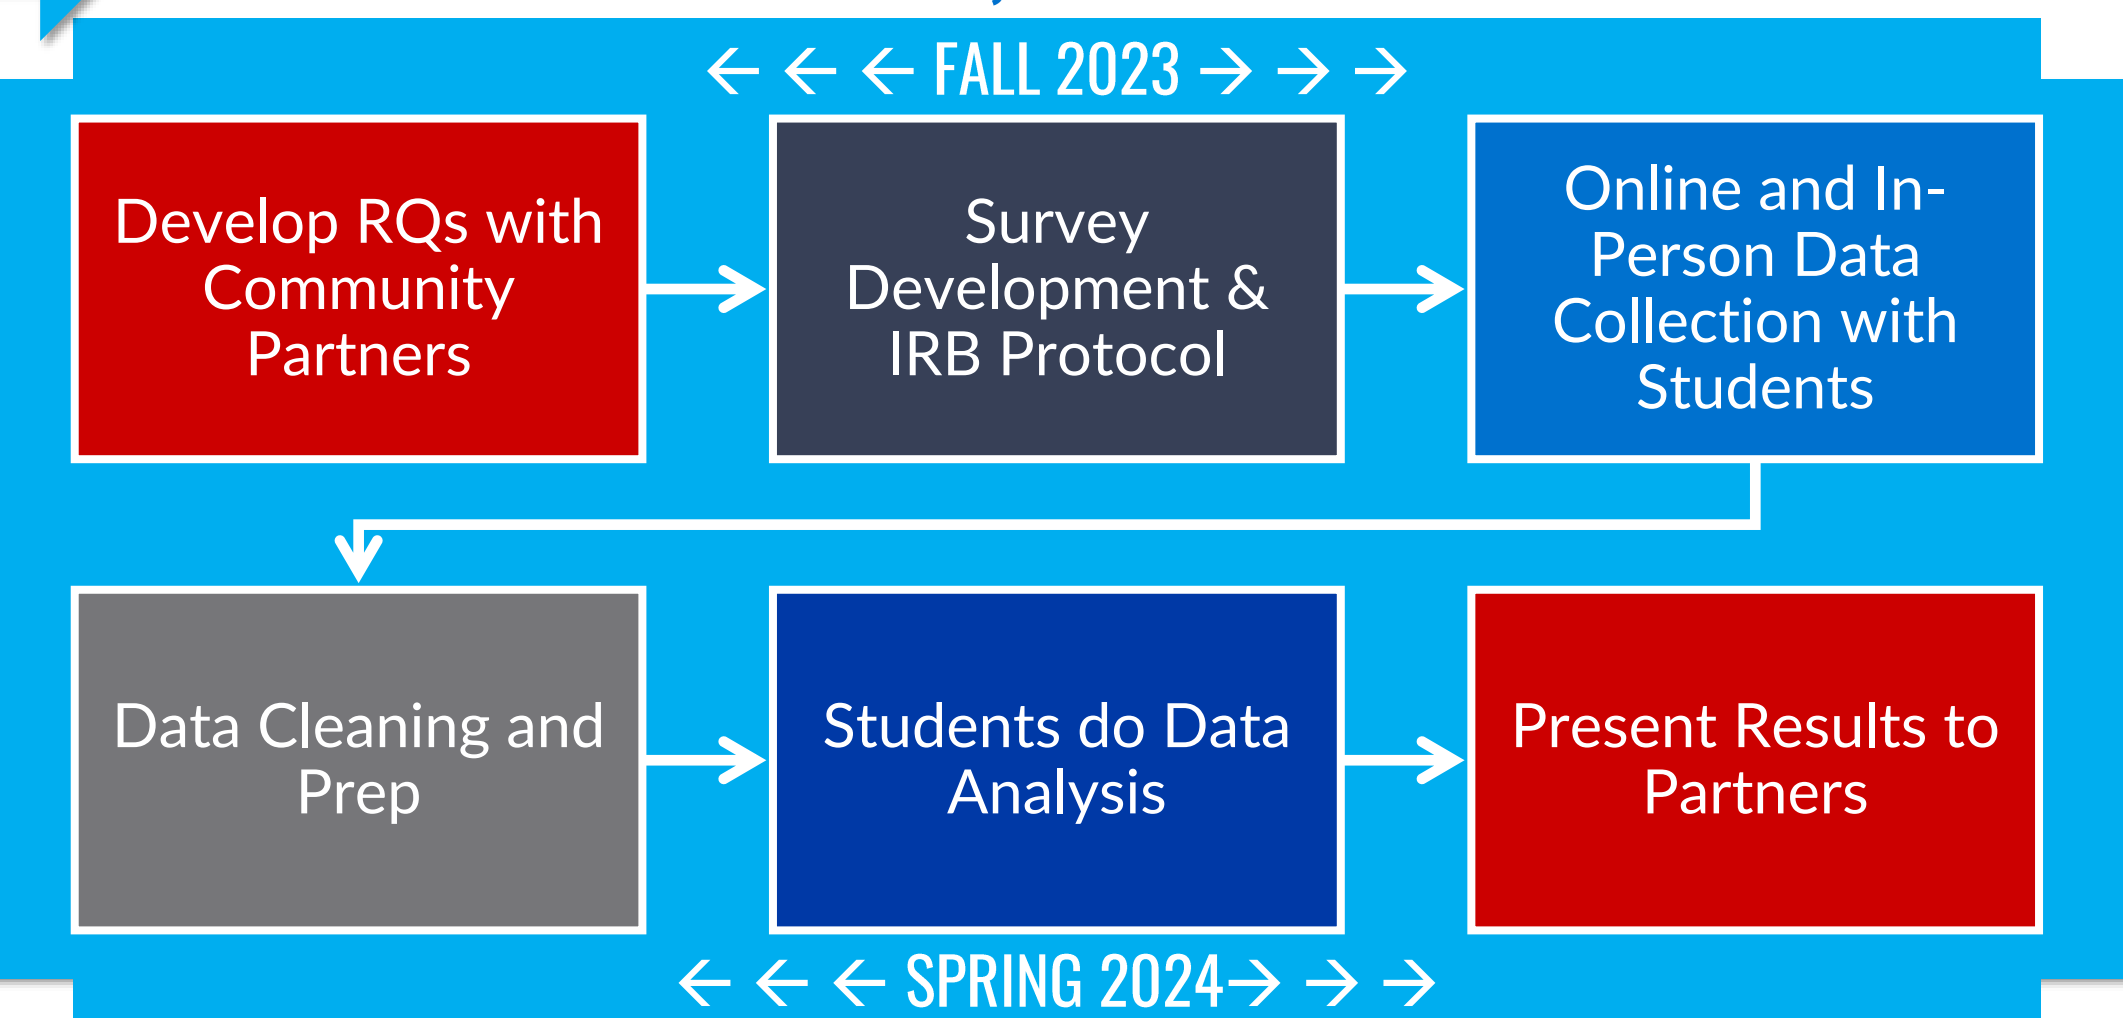 ← ← ← FALL 2023 → → →
Develop RQs with
Community
Partners
Survey
Development &
IRB Protocol
Online and In-
Person Data
Collection with
Students
Data Cleaning and
Prep
Students do Data
Analysis
Present Results to
Partners
← ← ← SPRING 2024→ → →